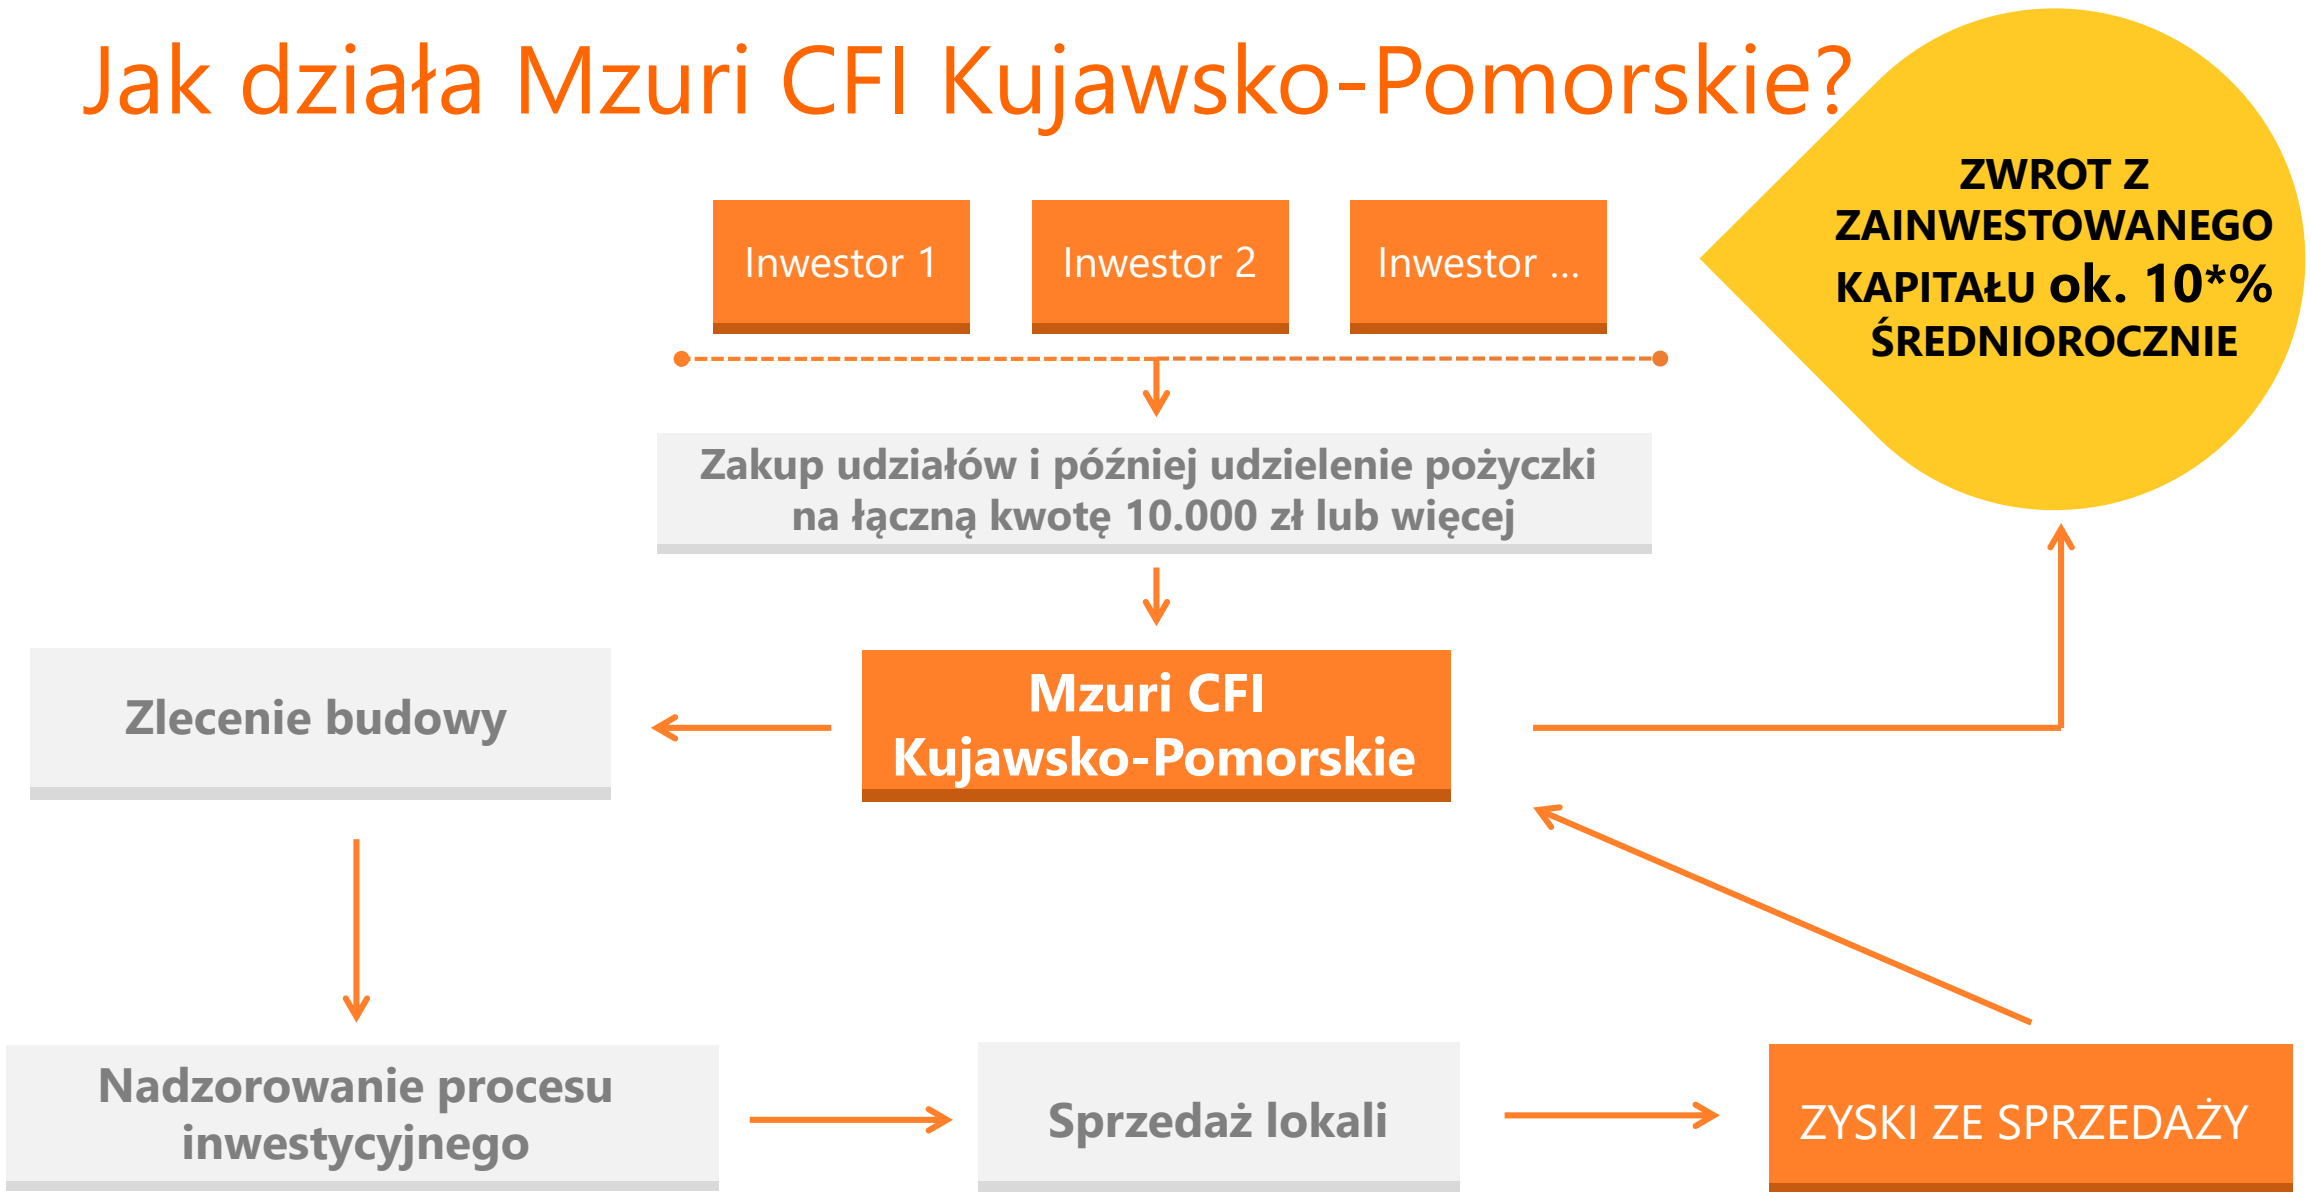 Jak działa Mzuri CFI Kujawsko-Pomorskie?
ZWROT Z
ZAINWESTOWANEGO
KAPITAŁU ok. 10*%
ŚREDNIOROCZNIE
Inwestor 1
Inwestor 2
Inwestor ...
Zakup udziałów i później udzielenie pożyczki
na łączną kwotę 10.000 zł lub więcej
Zlecenie budowy
Mzuri CFI
Kujawsko-Pomorskie
Nadzorowanie procesu
inwestycyjnego
Sprzedaż lokali
ZYSKI ZE SPRZEDAŻY